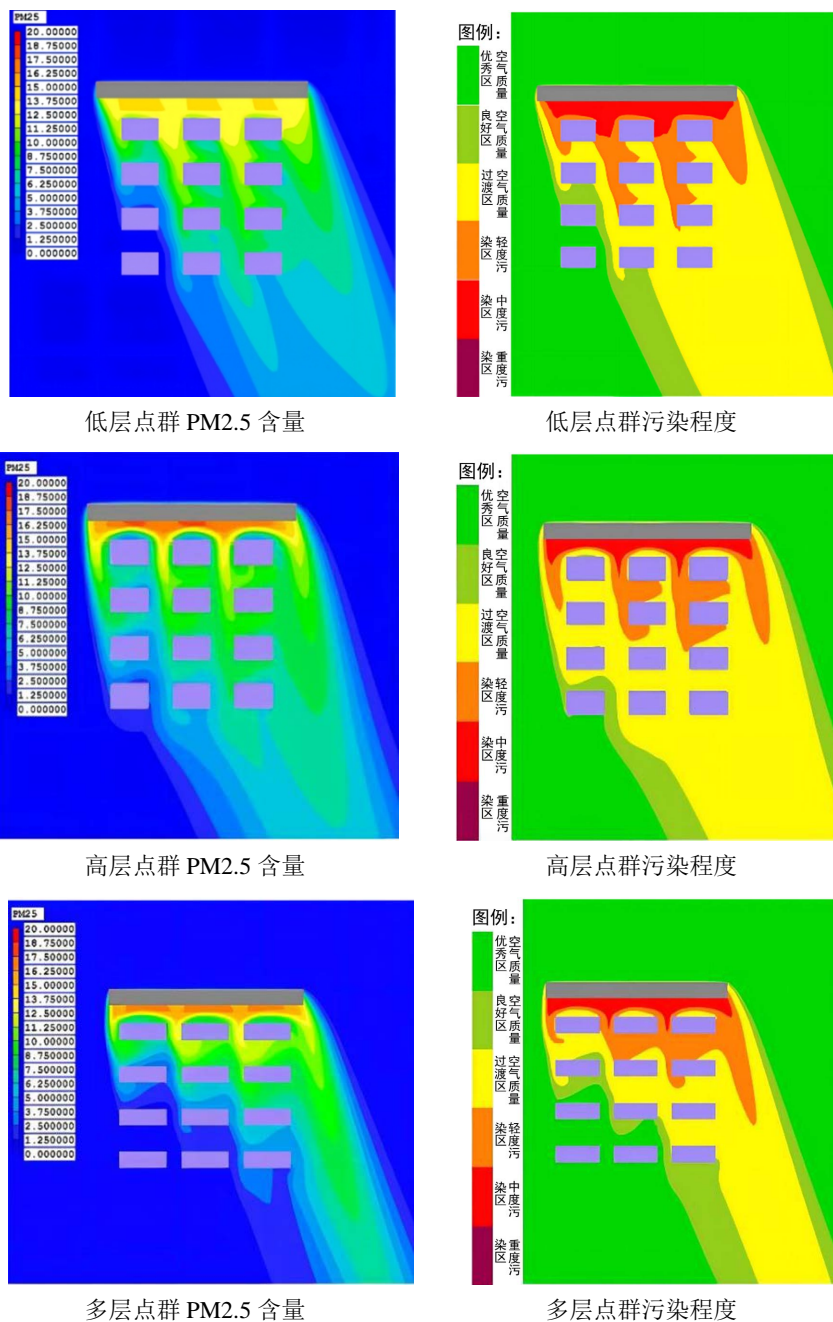 PM25
20.00000
18.75000
17.50000
16.25000
15.00000
13.75000
12.50000
11.25000
10.00000
8.750000
7.500000
6.250000
5.000000
3.750000
2.500000
1.250000
0.000000
图例：
空气质量
优秀区
空气质量
良好区
空气质量
过渡区
轻度污
染区
中度污
染区
重度污
染区
低层点群 PM2.5 含量
低层点群污染程度
PM25
20.00000
18.75000
17.50000
16.25000
15.00000
13.75000
12.50000
11.25000
10.00000
8.750000
7.500000
6.250000
5.000000
3.750000
2.500000
1.250000
0.000000
图例：
空气质量
优秀区
空气质量
良好区
空气质量
过渡区
轻度污
染区
中度污
染区
重度污
染区
高层点群 PM2.5 含量
高层点群污染程度
PM25
20.00000
18.75000
17.50000
16.25000
15.00000
13.75000
12.50000
11.25000
10.00000
8.750000
7.500000
6.250000
5.000000
3.750000
2.500000
1.250000
0.000000
图例：
空气质量
优秀区
空气质量
良好区
空气质量
过渡区
轻度污
染区
中度污
染区
重度污
染区
多层点群 PM2.5 含量
多层点群污染程度